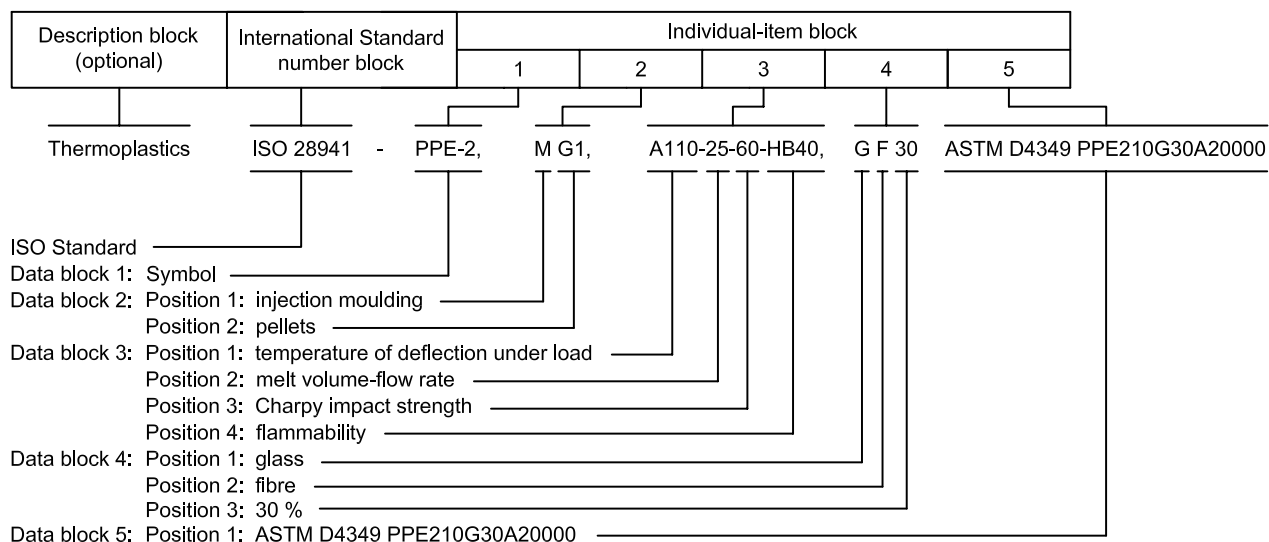 Description block International Standard Individual-item block
(optional) number block 1 2 3 4 5
Thermoplastics ISO 28941 - PPE-2, M G1, A110-25-60-HB40, G F 30 ASTM D4349 PPE210G30A20000
ISO Standard
Data block 1: Symbol
Data block 2: Position 1: injection moulding
Position 2: pellets
Data block 3: Position 1: temperature of deflection under load
Position 2: melt volume-flow rate
Position 3: Charpy impact strength
Position 4: flammability
Data block 4: Position 1: glass
Position 2: fibre
Position 3: 30 %
Data block 5: Position 1: ASTM D4349 PPE210G30A20000